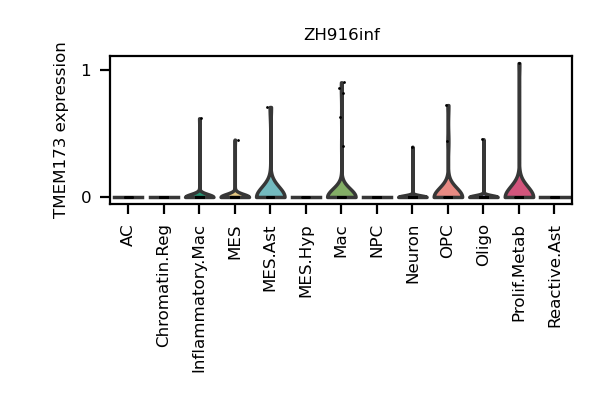 ZH916inf
TMEM173 expression
1
0
AC
Chromatin.Reg
Inflammatory.Mac
MES
MES.Ast
MES.Hyp
Mac
NPC
Neuron
OPC
Oligo
Prolif.Metab
Reactive.Ast